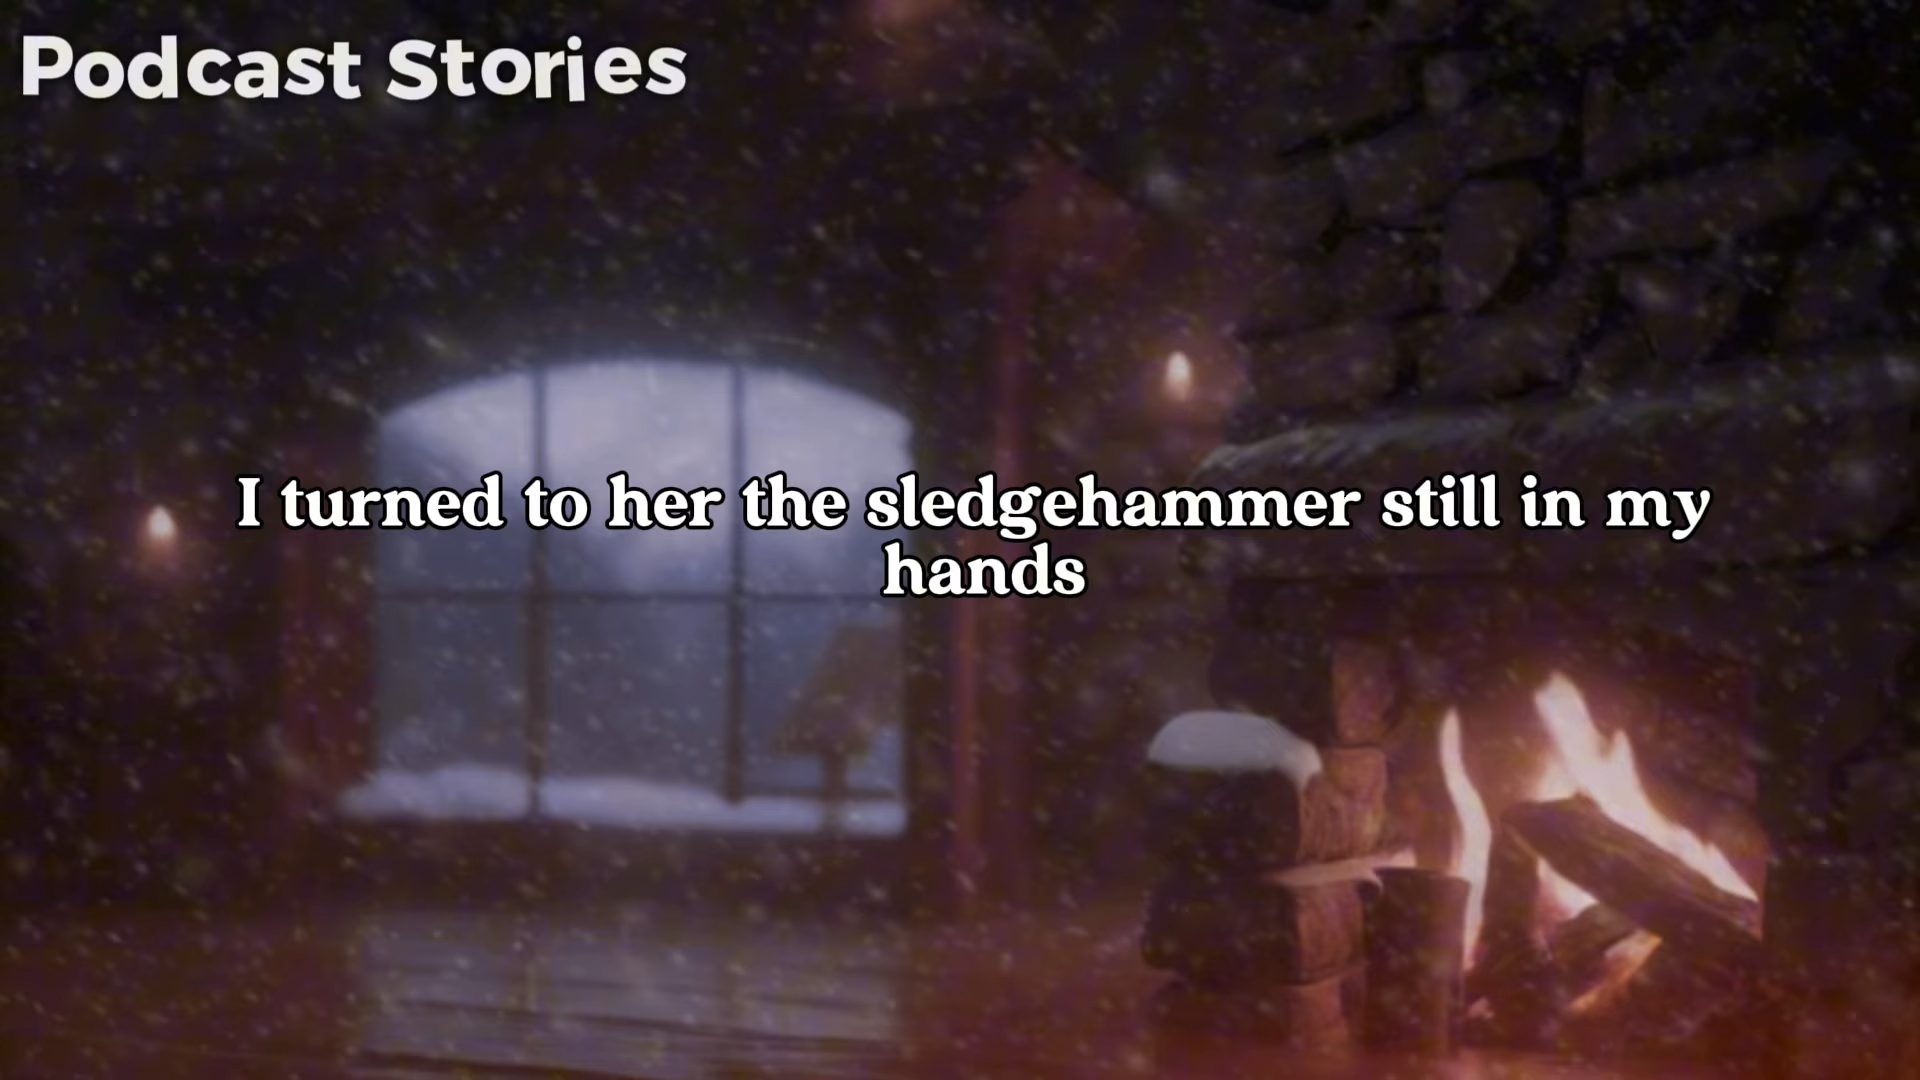 Podcast Stories
I turned to her the sledgehammer still in my
hands